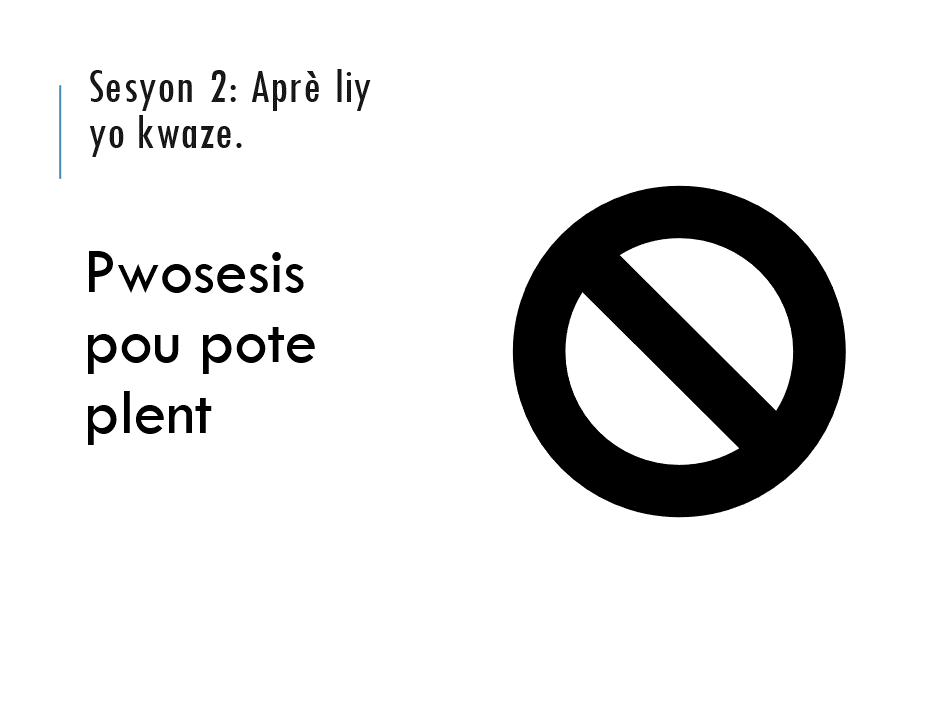 Sesyon 2: Aprè liy
yo kwaze.
Pwosesis
pou pote
plent